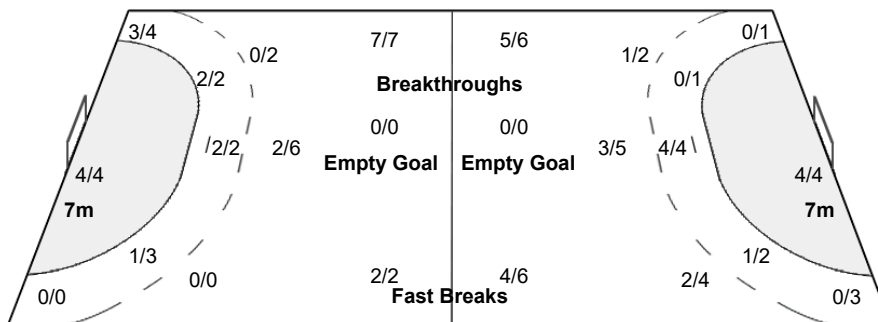 3/4 7/7 5/6 0/1
0/2 1/2
2/2 Breakthroughs 0/1
0/0 0/0
2/2 2/6 3/5 4/4
Empty Goal Empty Goal
4/4 4/4
7m 7m
1/3 1/2
0/0 2/2 4/6 2/4
0/0 Fast Breaks 0/3